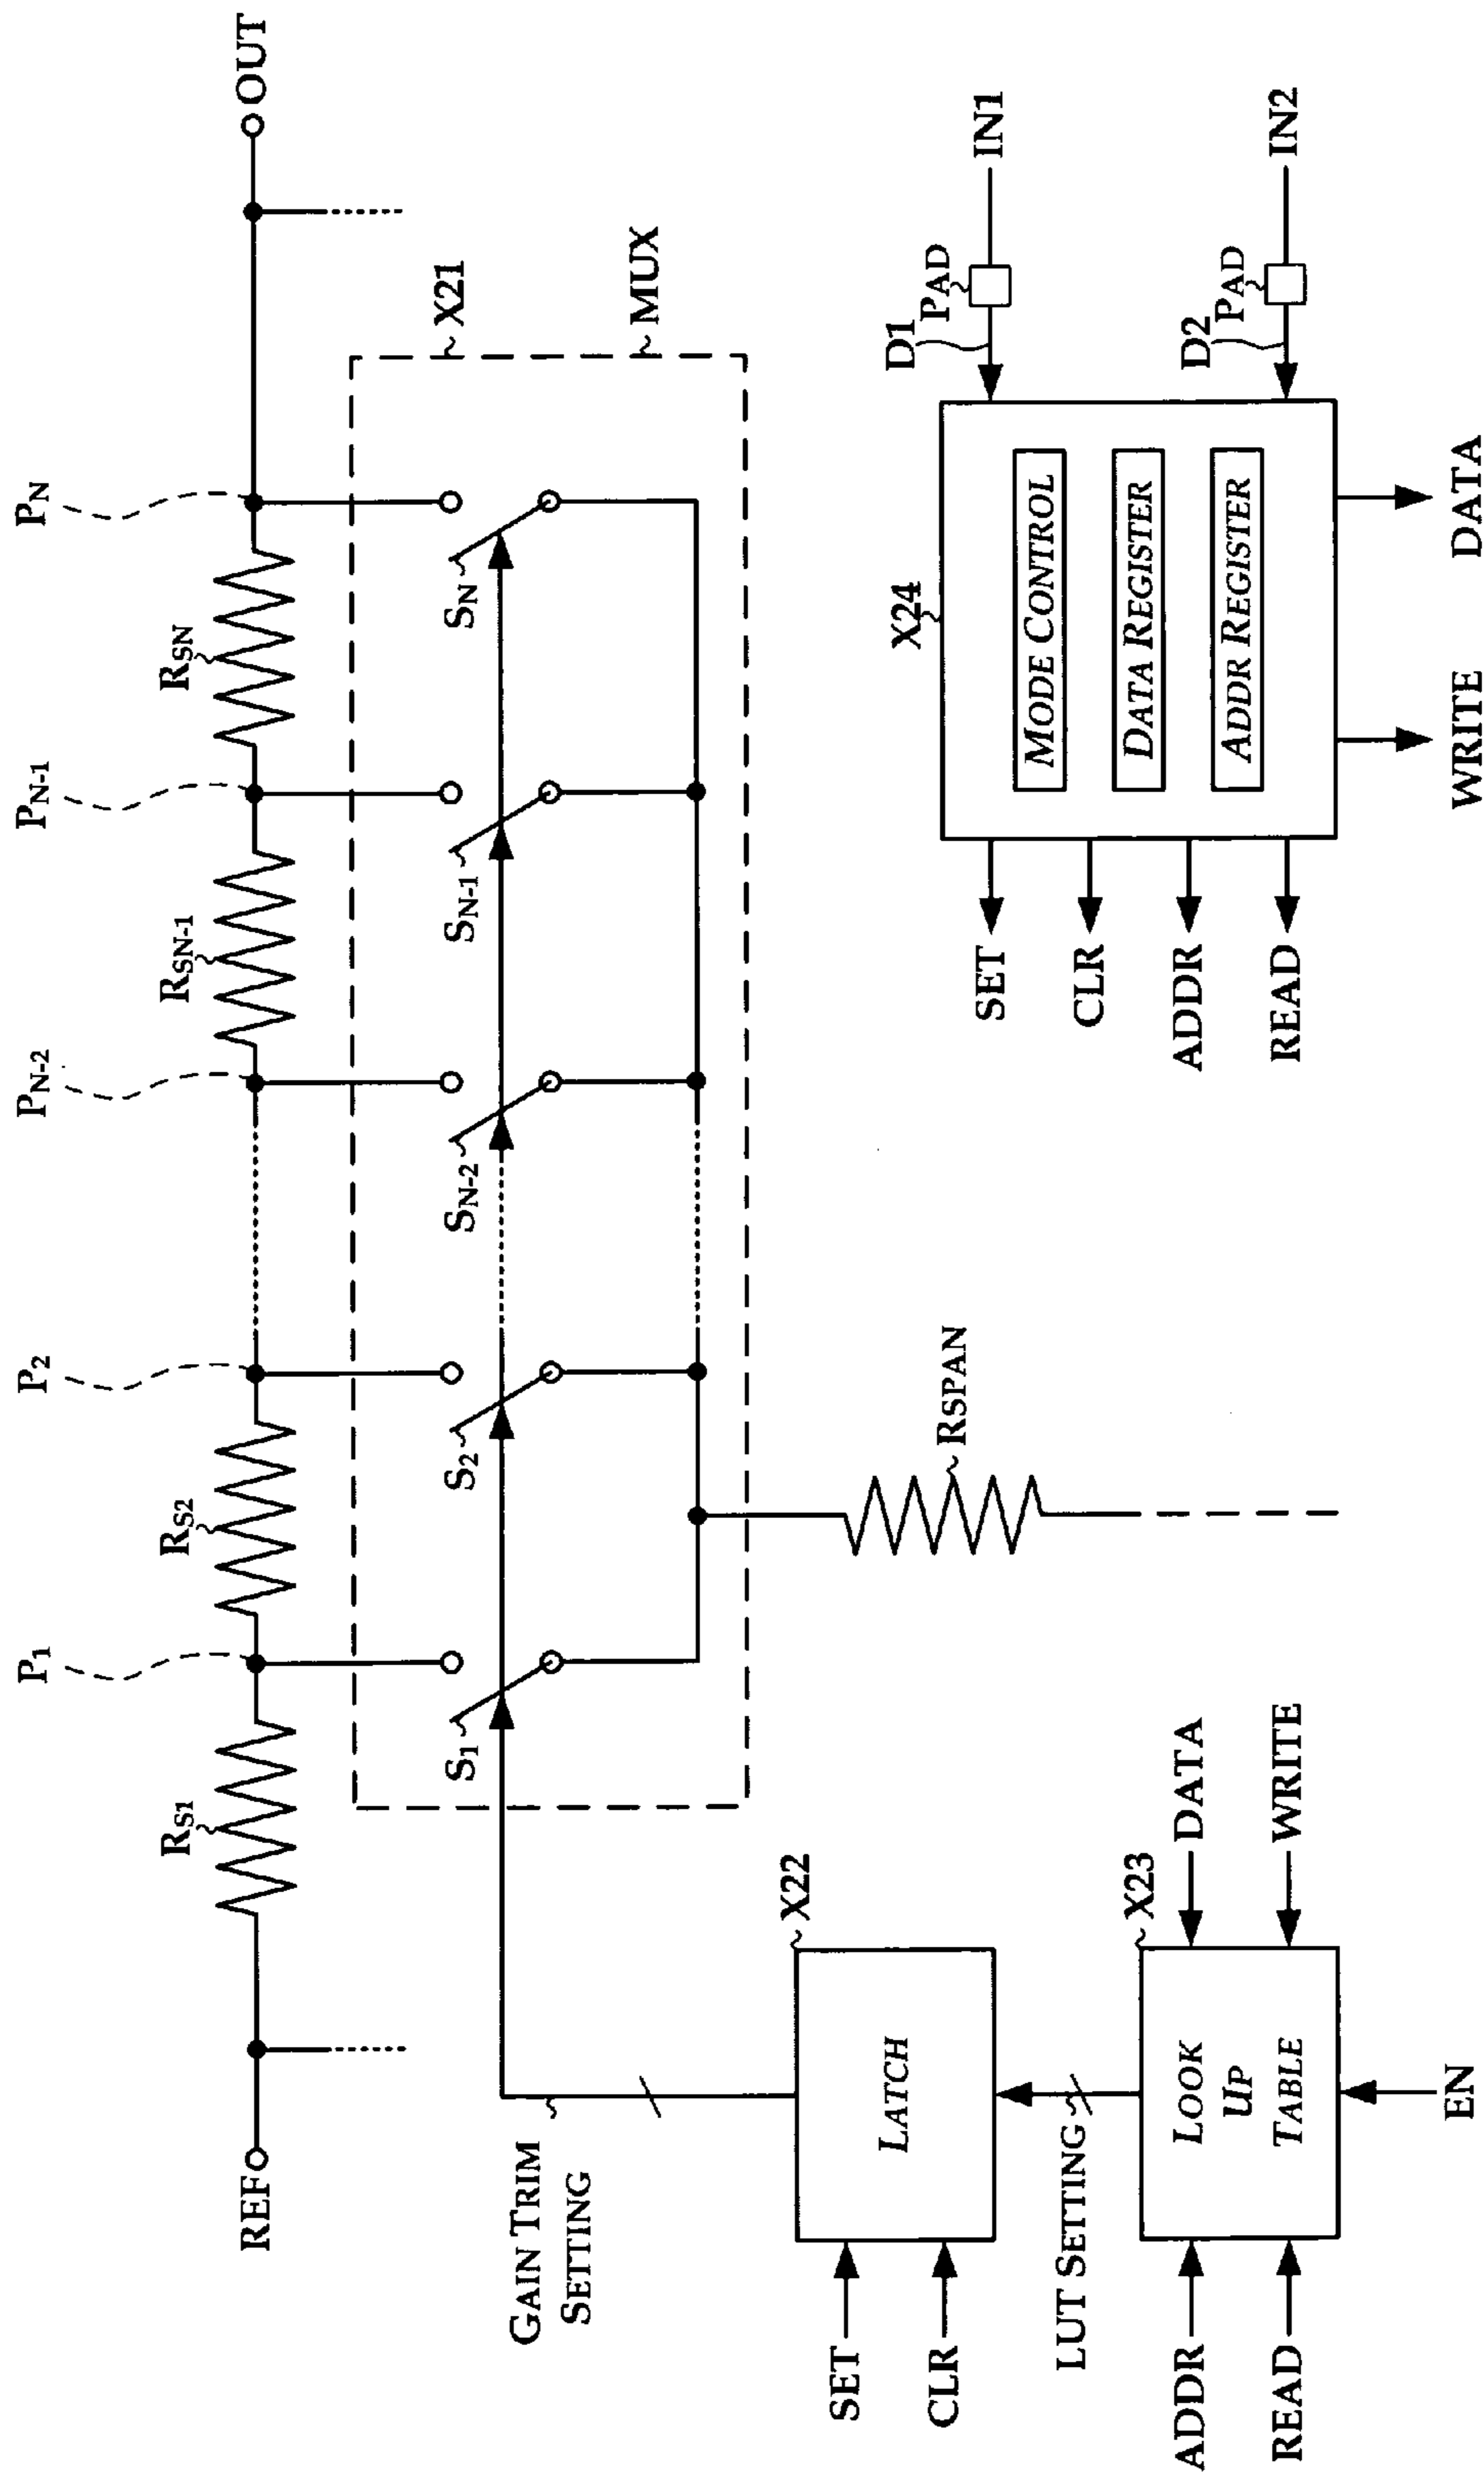 P1
P2
PN-2
PN-1
PN
RS1
RS2
RSN-1
RSN
REF
OUT
S1
S2
SN-2
SN-1
SN
X21
MUX
GAIN TRIM
SETTING
RSPAN
X22
LATCH
SET
CLR
LUT SETTING
X23
LOOK
UP
TABLE
ADDR
READ
DATA
WRITE
EN
X24
MODE CONTROL
DATA REGISTER
ADDR REGISTER
SET
CLR
ADDR
READ
WRITE
DATA
D1
PAD
IN1
D2
PAD
IN2